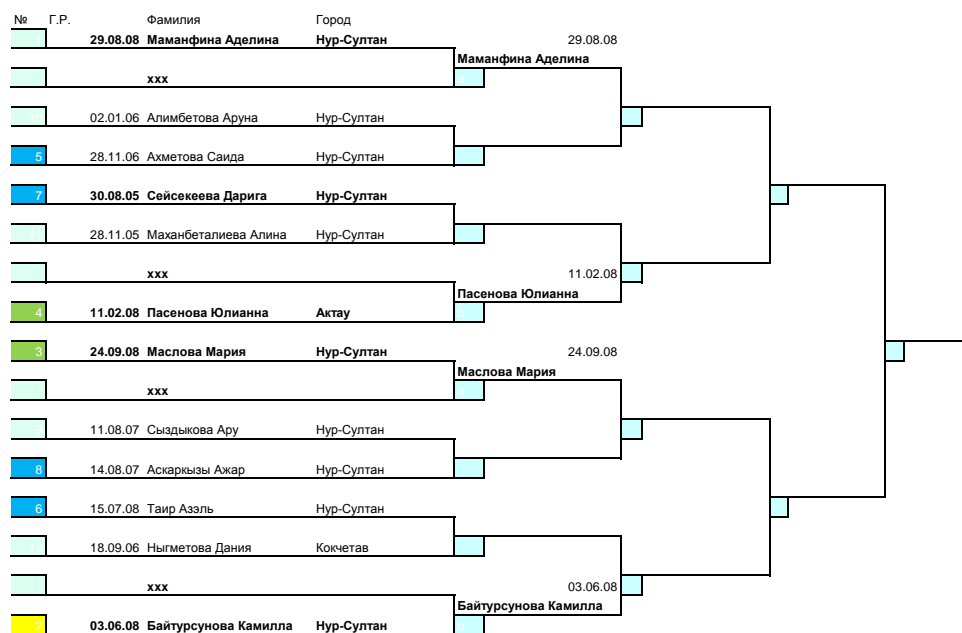 № Г.Р. Фамилия Город
29.08.08 Маманфина Аделина Нур-Султан 29.08.08
Маманфина Аделина
xxx
02.01.06 Алимбетова Аруна Нур-Султан
5 28.11.06 Ахметова Саида Нур-Султан
7 30.08.05 Сейсекеева Дарига Нур-Султан
28.11.05 Маханбеталиева Алина Нур-Султан
xxx 11.02.08
Пасенова Юлианна
4 11.02.08 Пасенова Юлианна Актау
3 24.09.08 Маслова Мария Нур-Султан 24.09.08
Маслова Мария
xxx
11.08.07 Сыздыкова Ару Нур-Султан
8 14.08.07 Аскаркызы Ажар Нур-Султан
6 15.07.08 Таир Азэль Нур-Султан
18.09.06 Ныгметова Дания Кокчетав
xxx 03.06.08
Байтурсунова Камилла
2 03.06.08 Байтурсунова Камилла Нур-Султан